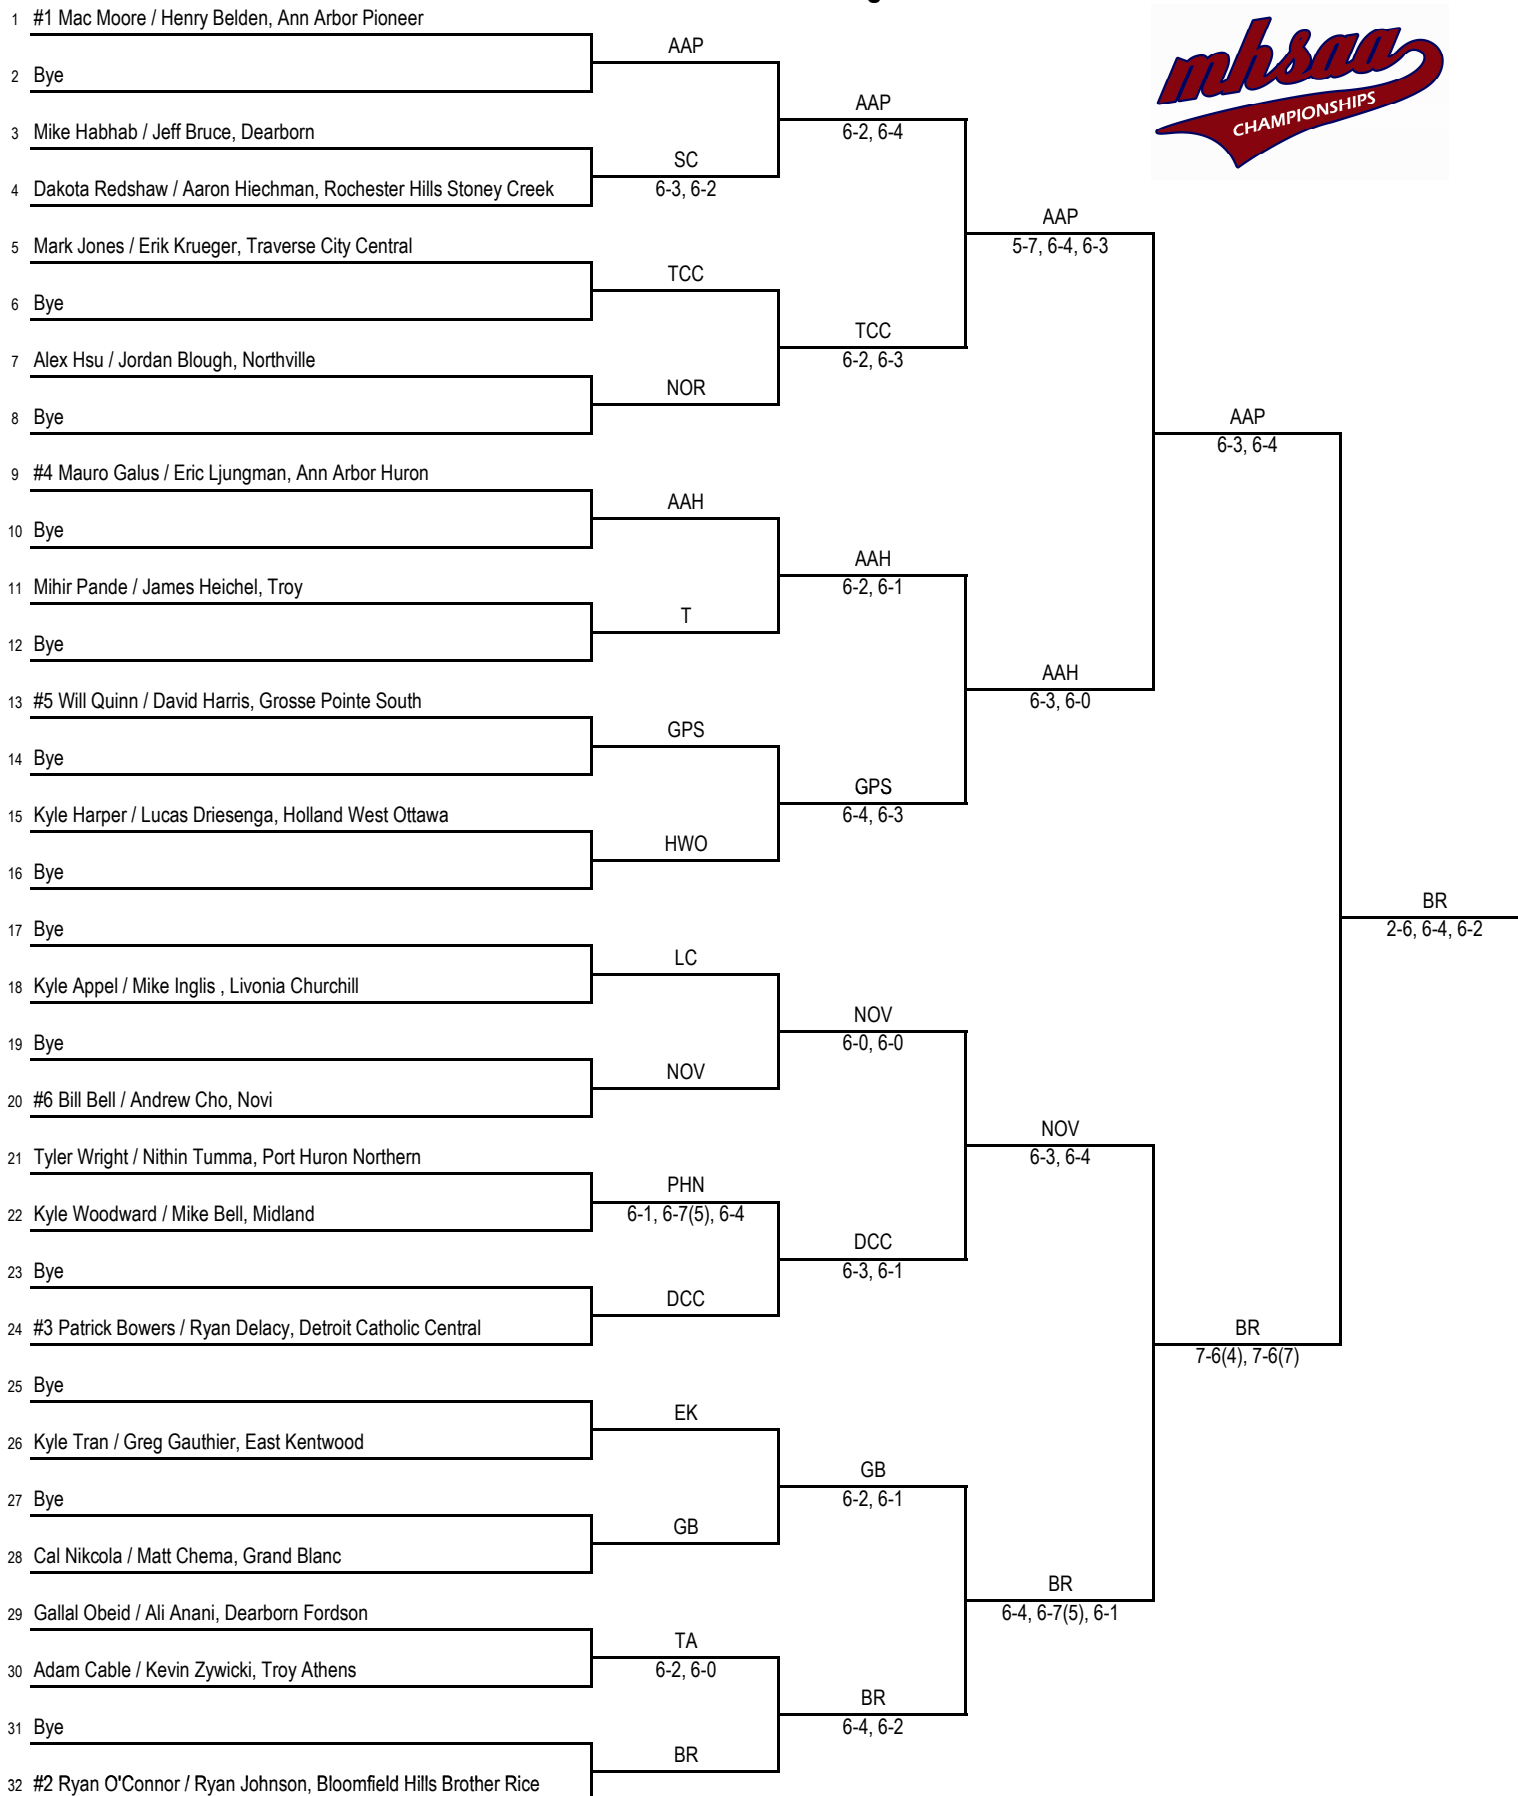 1 #1 Mac Moore / Henry Belden, Ann Arbor Pioneer
AAP
2 Bye
AAP
6-2, 6-4
3 Mike Habhab / Jeff Bruce, Dearborn
SC
6-3, 6-2
4 Dakota Redshaw / Aaron Hiechman, Rochester Hills Stoney Creek
AAP
5-7, 6-4, 6-3
5 Mark Jones / Erik Krueger, Traverse City Central
TCC
6 Bye
TCC
6-2, 6-3
7 Alex Hsu / Jordan Blough, Northville
NOR
8 Bye
AAP
6-3, 6-4
9 #4 Mauro Galus / Eric Ljungman, Ann Arbor Huron
AAH
10 Bye
AAH
6-2, 6-1
11 Mihir Pande / James Heichel, Troy
T
12 Bye
AAH
6-3, 6-0
13 #5 Will Quinn / David Harris, Grosse Pointe South
GPS
14 Bye
GPS
6-4, 6-3
15 Kyle Harper / Lucas Driesenga, Holland West Ottawa
HWO
16 Bye
BR
2-6, 6-4, 6-2
17 Bye
LC
18 Kyle Appel / Mike Inglis , Livonia Churchill
NOV
6-0, 6-0
19 Bye
NOV
20 #6 Bill Bell / Andrew Cho, Novi
NOV
6-3, 6-4
21 Tyler Wright / Nithin Tumma, Port Huron Northern
PHN
6-1, 6-7(5), 6-4
22 Kyle Woodward / Mike Bell, Midland
DCC
6-3, 6-1
23 Bye
DCC
24 #3 Patrick Bowers / Ryan Delacy, Detroit Catholic Central
BR
7-6(4), 7-6(7)
25 Bye
EK
26 Kyle Tran / Greg Gauthier, East Kentwood
GB
6-2, 6-1
27 Bye
GB
28 Cal Nikcola / Matt Chema, Grand Blanc
BR
6-4, 6-7(5), 6-1
29 Gallal Obeid / Ali Anani, Dearborn Fordson
TA
6-2, 6-0
30 Adam Cable / Kevin Zywicki, Troy Athens
BR
6-4, 6-2
31 Bye
BR
32 #2 Ryan O'Connor / Ryan Johnson, Bloomfield Hills Brother Rice
mhsaa
CHAMPIONSHIPS